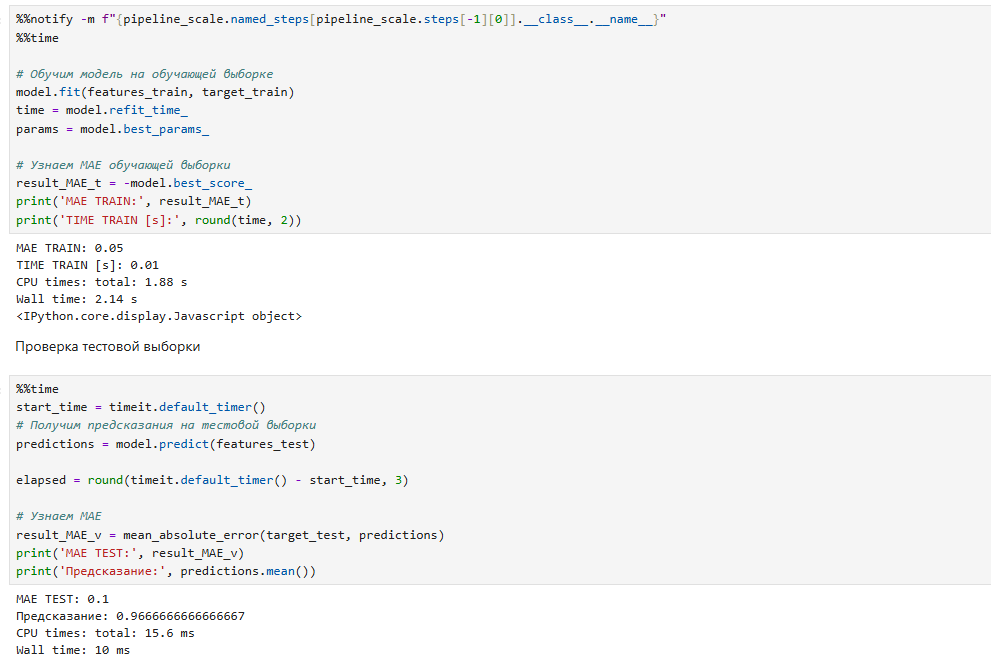 %%notify -m f"{pipeline_scale.named_steps[pipeline_scale.steps[-1][0]].__class__.__name__}"
%%time
# Обучим модель на обучающей выборке
model.fit(features_train, target_train)
time = model.refit_time_
params = model.best_params_
# Узнаем MAE обучающей выборки
result_MAE_t = -model.best_score_
print('MAE TRAIN:', result_MAE_t)
print('TIME TRAIN [s]:', round(time, 2))
MAE TRAIN: 0.05
TIME TRAIN [s]: 0.01
CPU times: total: 1.88 s
Wall time: 2.14 s
<IPython.core.display.Javascript object>
Проверка тестовой выборки
%%time
start_time = timeit.default_timer()
# Получим предсказания на тестовой выборки
predictions = model.predict(features_test)
elapsed = round(timeit.default_timer() - start_time, 3)
# Узнаем MAE
result_MAE_v = mean_absolute_error(target_test, predictions)
print('MAE TEST:', result_MAE_v)
print('Предсказание:', predictions.mean())
MAE TEST: 0.1
Предсказание: 0.9666666666666667
CPU times: total: 15.6 ms
Wall time: 10 ms